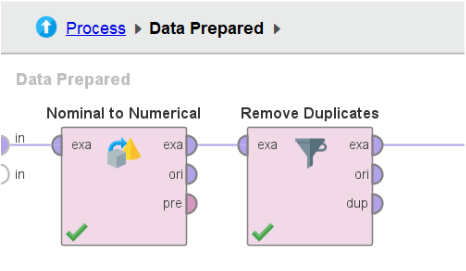 Process Data Prepared
Data Prepared
Nominal to Numerical Remove Duplicates
in exa exa exa exa
in ori ori
pre dup